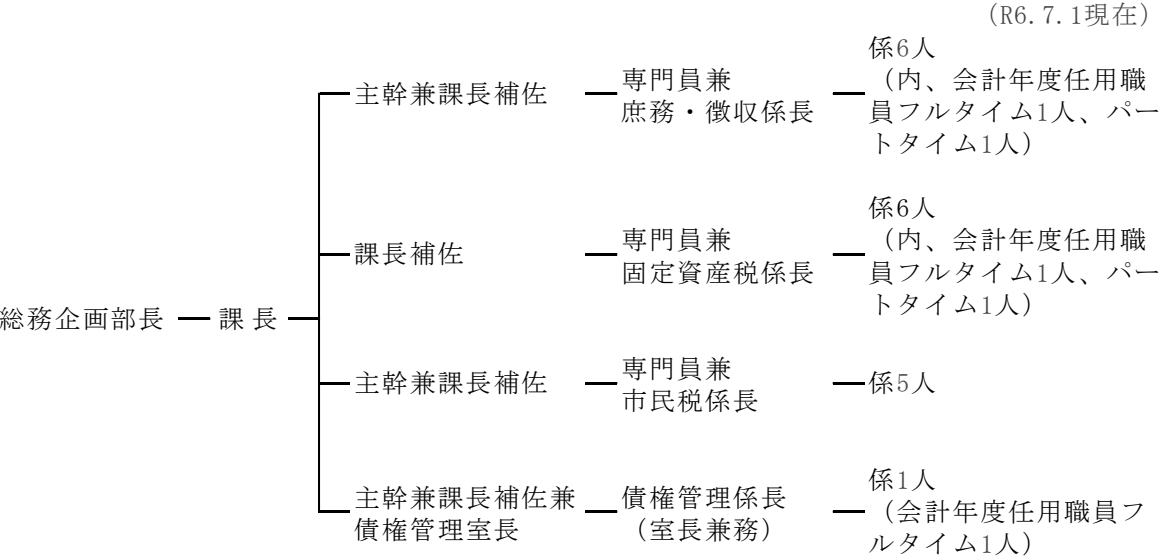 （R6.7.1現在）
総務企画部長
課 長
主幹兼課長補佐
専門員兼
庶務・徴収係長
係6人
（内、会計年度任用職
員フルタイム1人、パー
トタイム1人）
課長補佐
専門員兼
固定資産税係長
係6人
（内、会計年度任用職
員フルタイム1人、パー
トタイム1人）
主幹兼課長補佐
専門員兼
市民税係長
係5人
主幹兼課長補佐兼
債権管理室長
債権管理係長
（室長兼務）
係1人
（会計年度任用職員フ
ルタイム1人）